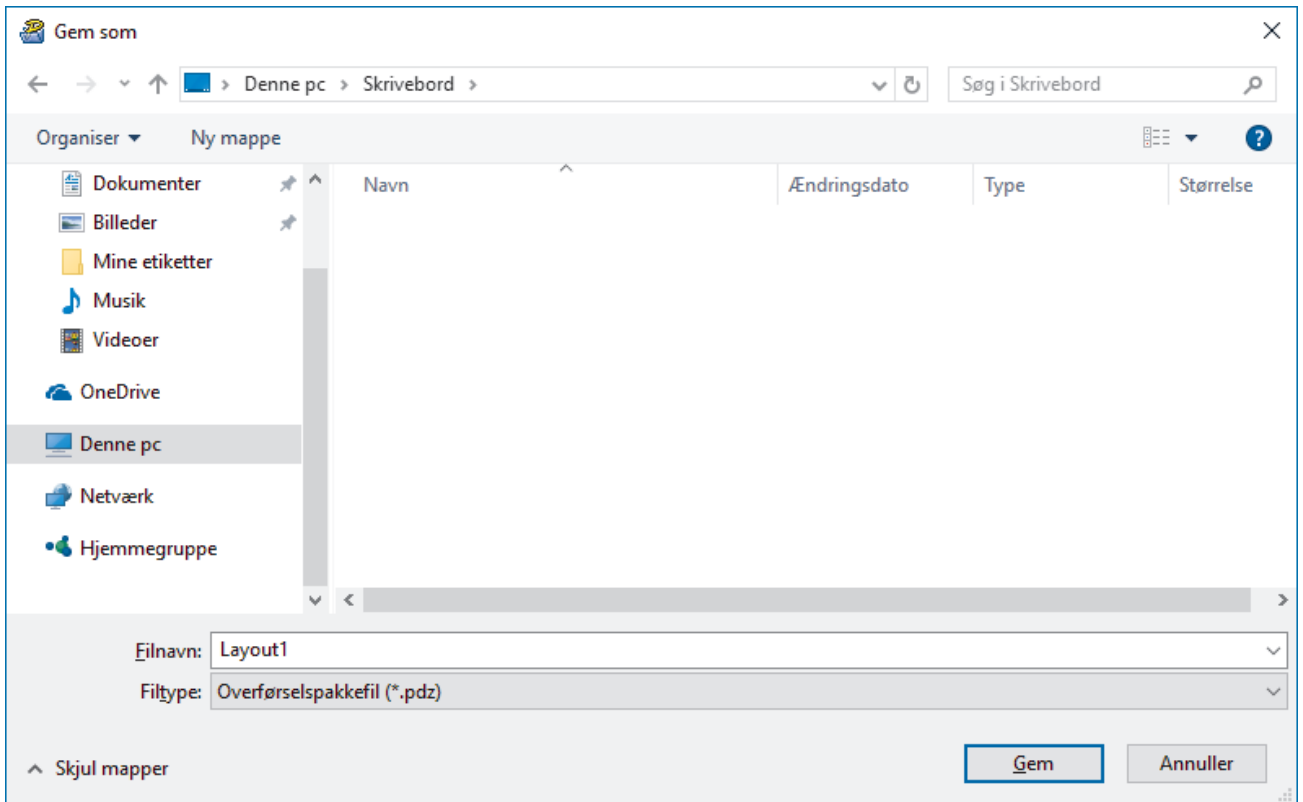 Gem som
Denne pc > Skrivebord >
Søg i Skrivebord
Organiser
Ny mappe
?
Dokumenter
Billeder
Mine etiketter
Musik
Videoer
OneDrive
Denne pc
Netværk
Hjemmegruppe
Navn
Ændringsdato
Type
Størrelse
Filnavn: Layout1
Filtype: Overførselspakkefil (*.pdz)
Skjul mapper
Gem
Annuller